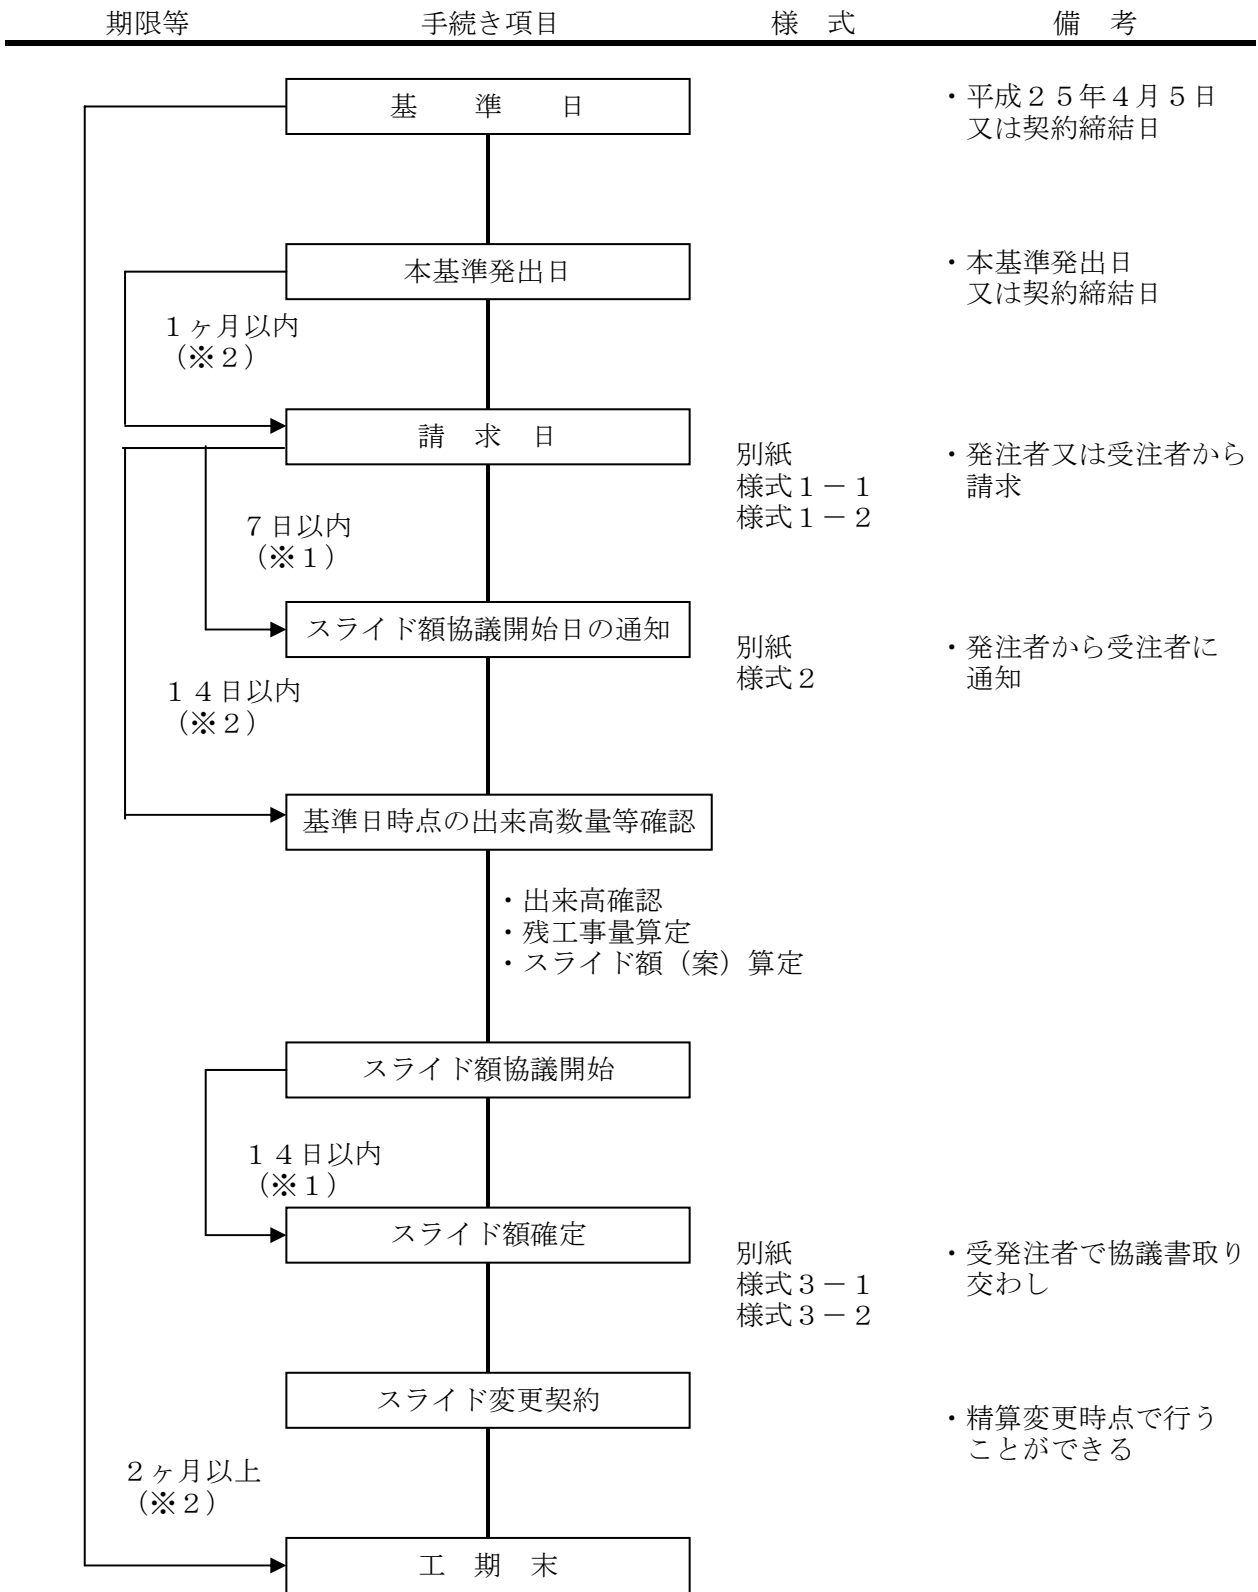 期限等　手続き項目　様　式　備　考
基　準　日
・平成２５年４月５日
又は契約締結日
本基準発出日
・本基準発出日
又は契約締結日
１ヶ月以内
（※２）
請　求　日
別紙
様式１－１
様式１－２
・発注者又は受注者から
請求
７日以内
（※１）
スライド額協議開始日の通知
別紙
様式２
・発注者から受注者に
通知
１４日以内
（※２）
基準日時点の出来高数量等確認
・出来高確認
・残工事量算定
・スライド額（案）算定
スライド額協議開始
１４日以内
（※１）
スライド額確定
別紙
様式３－１
様式３－２
・受発注者で協議書取り
交わし
スライド変更契約
・精算変更時点で行う
ことができる
２ヶ月以上
（※２）
工　期　末